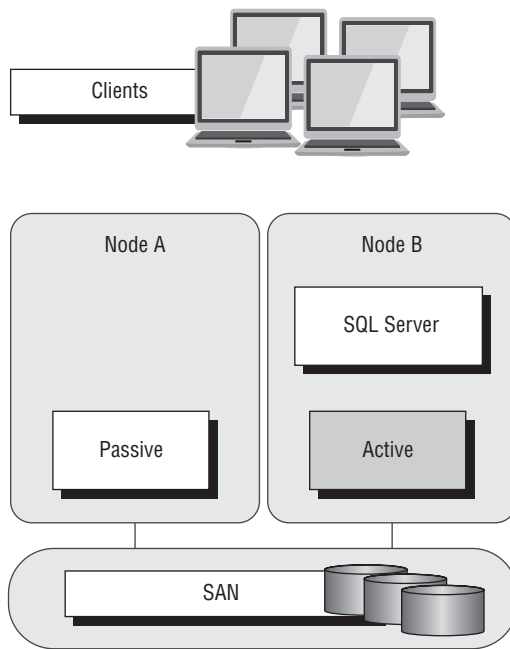 Clients
Node A
Node B
SQL Server
Passive
Active
SAN